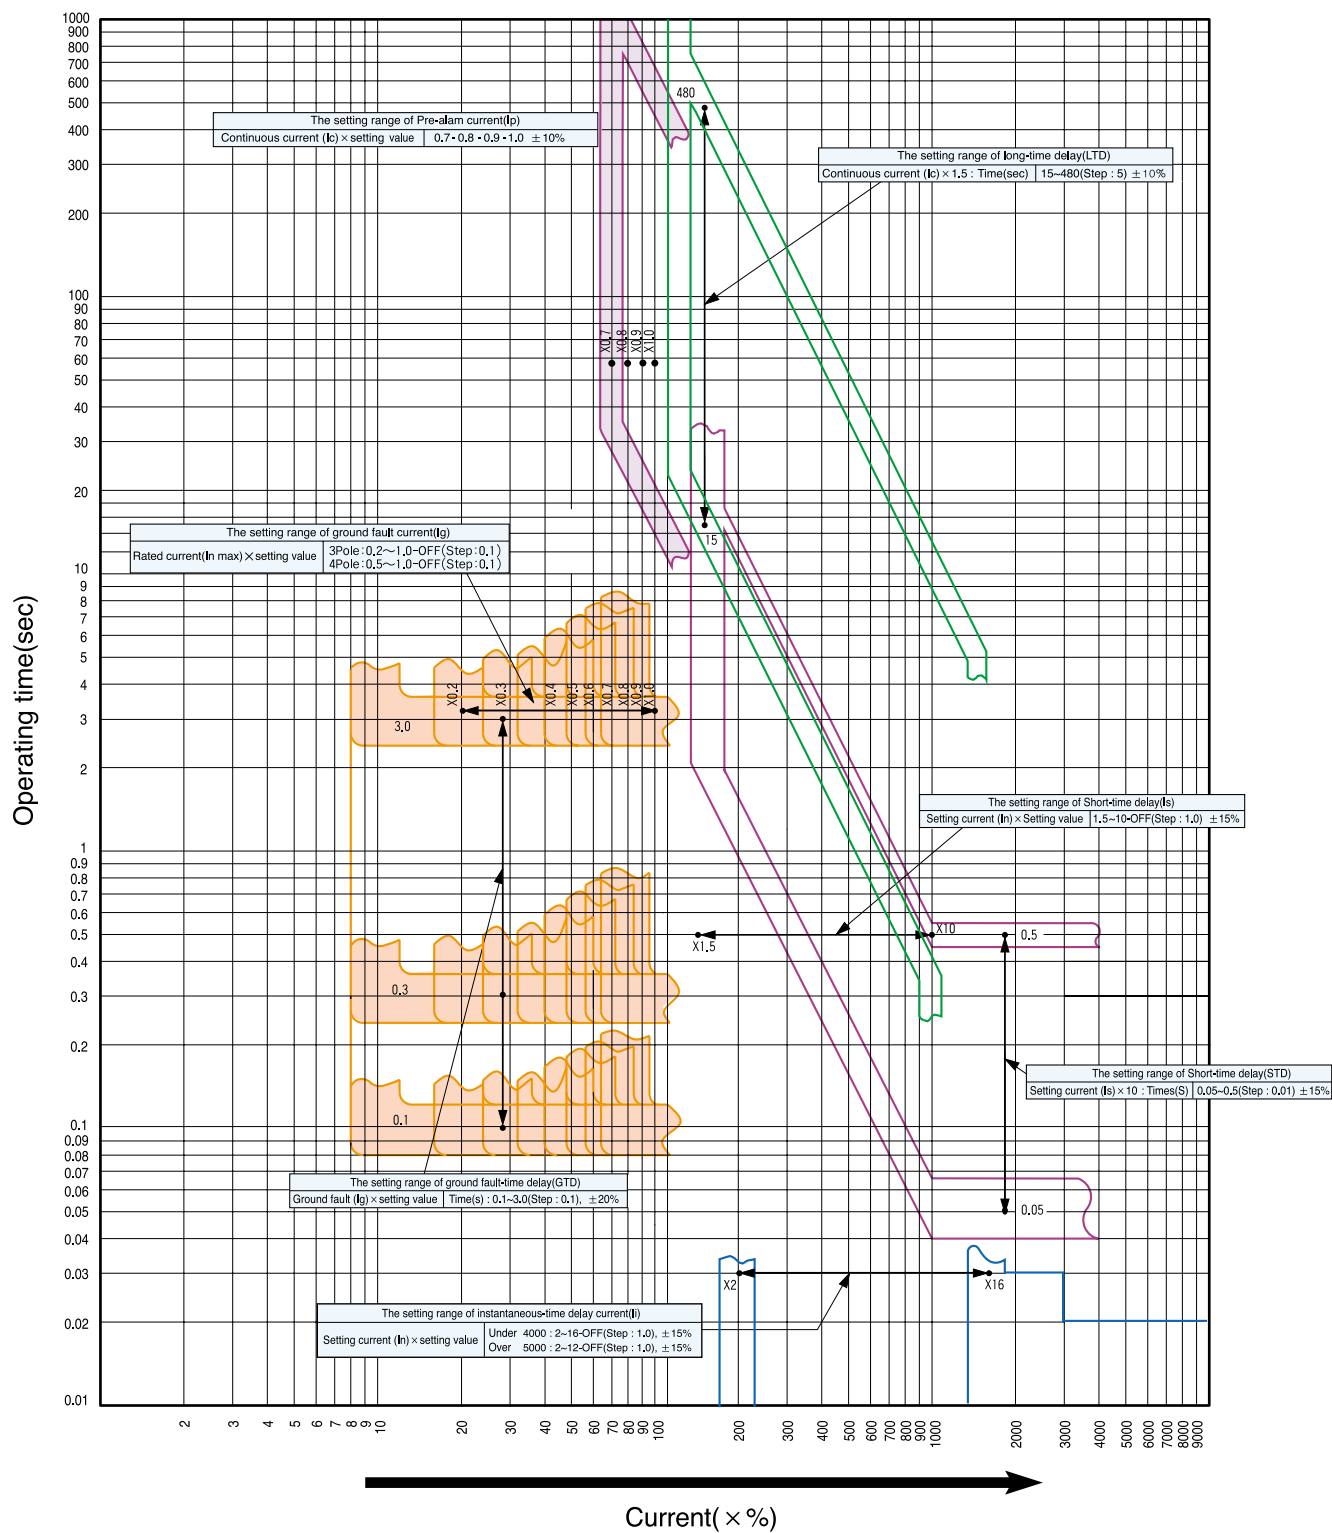 1000
900
800
700
600
500
400
300
200
100
90
80
70
60
50
40
30
20
10
9
8
7
6
5
4
3
2
1
0.9
0.8
0.7
0.6
0.5
0.4
0.3
0.2
0.1
0.09
0.08
0.07
0.06
0.05
0.04
0.03
0.02
0.01
Operating time(sec)
The setting range of Pre-alam current(Ip)
Continuous current (Ic) × setting value 0.7 - 0.8 - 0.9 - 1.0 ±10%
480
The setting range of long-time delay(LTD)
Continuous current (Ic) × 1.5 : Time(sec) 15~480(Step : 5) ±10%
X0.7
X0.8
X0.9
X1.0
15
The setting range of ground fault current(Ig)
Rated current(In max) × setting value
3Pole:0.2~1.0-OFF(Step:0.1)
4Pole:0.5~1.0-OFF(Step:0.1)
X0.2
X0.3
X0.4
X0.5
X0.6
X0.7
X0.8
X0.9
X1.0
3.0
The setting range of Short-time delay(Is)
Setting current (In) × Setting value 1.5~10-OFF(Step : 1.0) ±15%
X1.5
X10
0.5
0.3
The setting range of Short-time delay(STD)
Setting current (Is) × 10 : Times(S) 0.05~0.5(Step : 0.01) ±15%
0.1
The setting range of ground fault-time delay(GTD)
Ground fault (Ig) × setting value Time(s) : 0.1~3.0(Step : 0.1), ±20%
0.05
X2
X16
The setting range of instantaneous-time delay current(Ii)
Setting current (In) × setting value
Under 4000 : 2~16-OFF(Step : 1.0), ±15%
Over 5000 : 2~12-OFF(Step : 1.0), ±15%
2
3
4
5
6
7
8
9
10
20
30
40
50
60
70
80
90
100
200
300
400
500
600
700
800
900
1000
2000
3000
4000
5000
6000
7000
8000
9000
Current( × %)